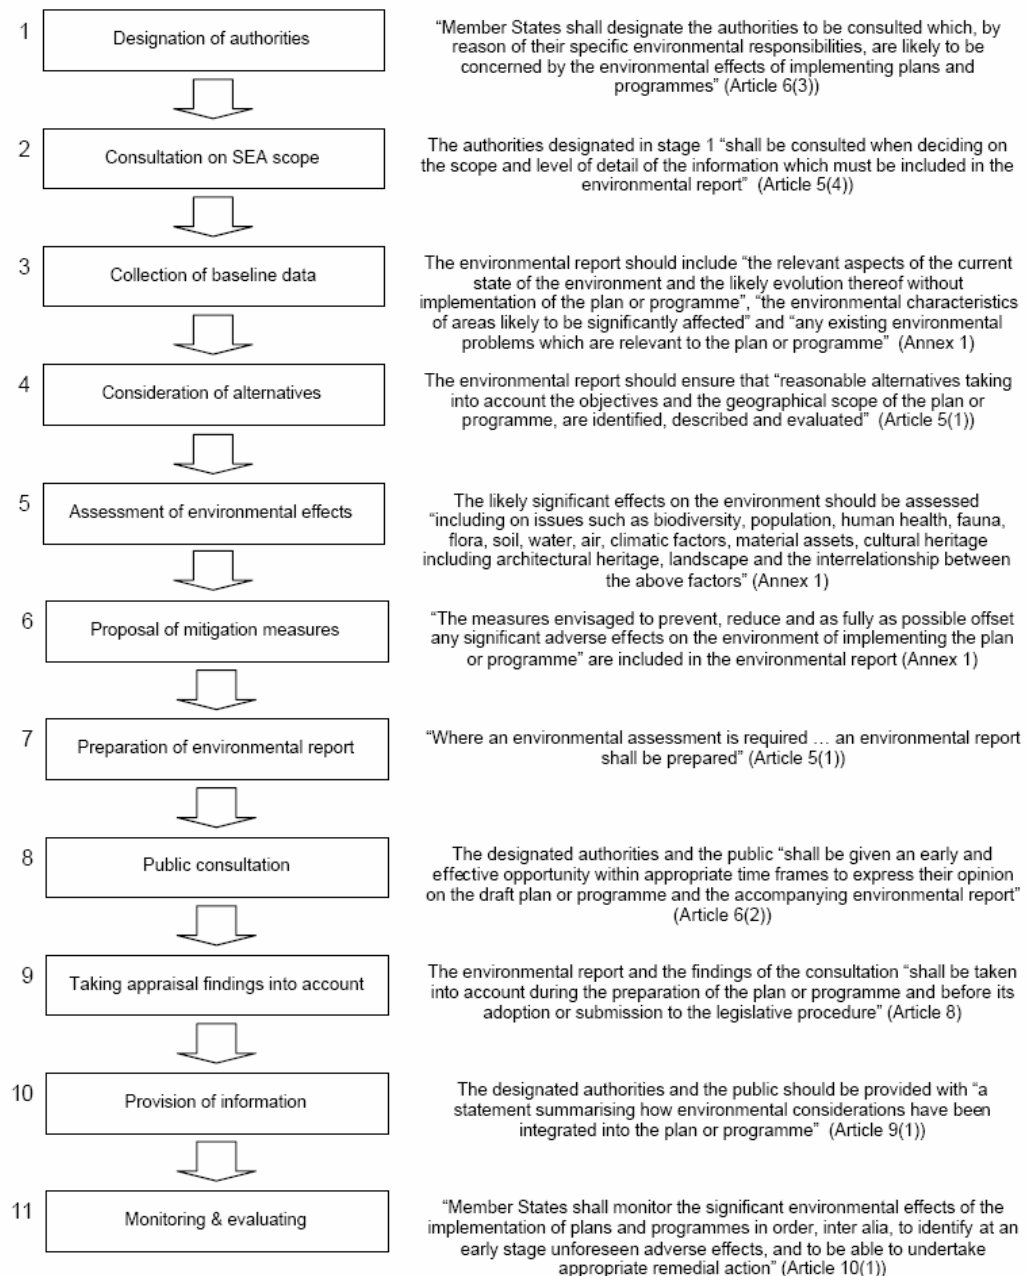 1
Designation of authorities
“Member States shall designate the authorities to be consulted which, by
reason of their specific environmental responsibilities, are likely to be
concerned by the environmental effects of implementing plans and
programmes” (Article 6(3))
2
Consultation on SEA scope
The authorities designated in stage 1 “shall be consulted when deciding on
the scope and level of detail of the information which must be included in the
environmental report” (Article 5(4))
3
Collection of baseline data
The environmental report should include “the relevant aspects of the current
state of the environment and the likely evolution thereof without
implementation of the plan or programme”, “the environmental characteristics
of areas likely to be significantly affected” and “any existing environmental
problems which are relevant to the plan or programme” (Annex 1)
4
Consideration of alternatives
The environmental report should ensure that “reasonable alternatives taking
into account the objectives and the geographical scope of the plan or
programme, are identified, described and evaluated” (Article 5(1))
5
Assessment of environmental effects
The likely significant effects on the environment should be assessed
“including on issues such as biodiversity, population, human health, fauna,
flora, soil, water, air, climatic factors, material assets, cultural heritage
including architectural heritage, landscape and the interrelationship between
the above factors” (Annex 1)
6
Proposal of mitigation measures
“The measures envisaged to prevent, reduce and as fully as possible offset
any significant adverse effects on the environment of implementing the plan
or programme” are included in the environmental report (Annex 1)
7
Preparation of environmental report
“Where an environmental assessment is required … an environmental report
shall be prepared” (Article 5(1))
8
Public consultation
The designated authorities and the public “shall be given an early and
effective opportunity within appropriate time frames to express their opinion
on the draft plan or programme and the accompanying environmental report”
(Article 6(2))
9
Taking appraisal findings into account
The environmental report and the findings of the consultation “shall be taken
into account during the preparation of the plan or programme and before its
adoption or submission to the legislative procedure” (Article 8)
10
Provision of information
The designated authorities and the public should be provided with “a
statement summarising how environmental considerations have been
integrated into the plan or programme” (Article 9(1))
11
Monitoring & evaluating
“Member States shall monitor the significant environmental effects of the
implementation of plans and programmes in order, inter alia, to identify at an
early stage unforeseen adverse effects, and to be able to undertake
appropriate remedial action” (Article 10(1))